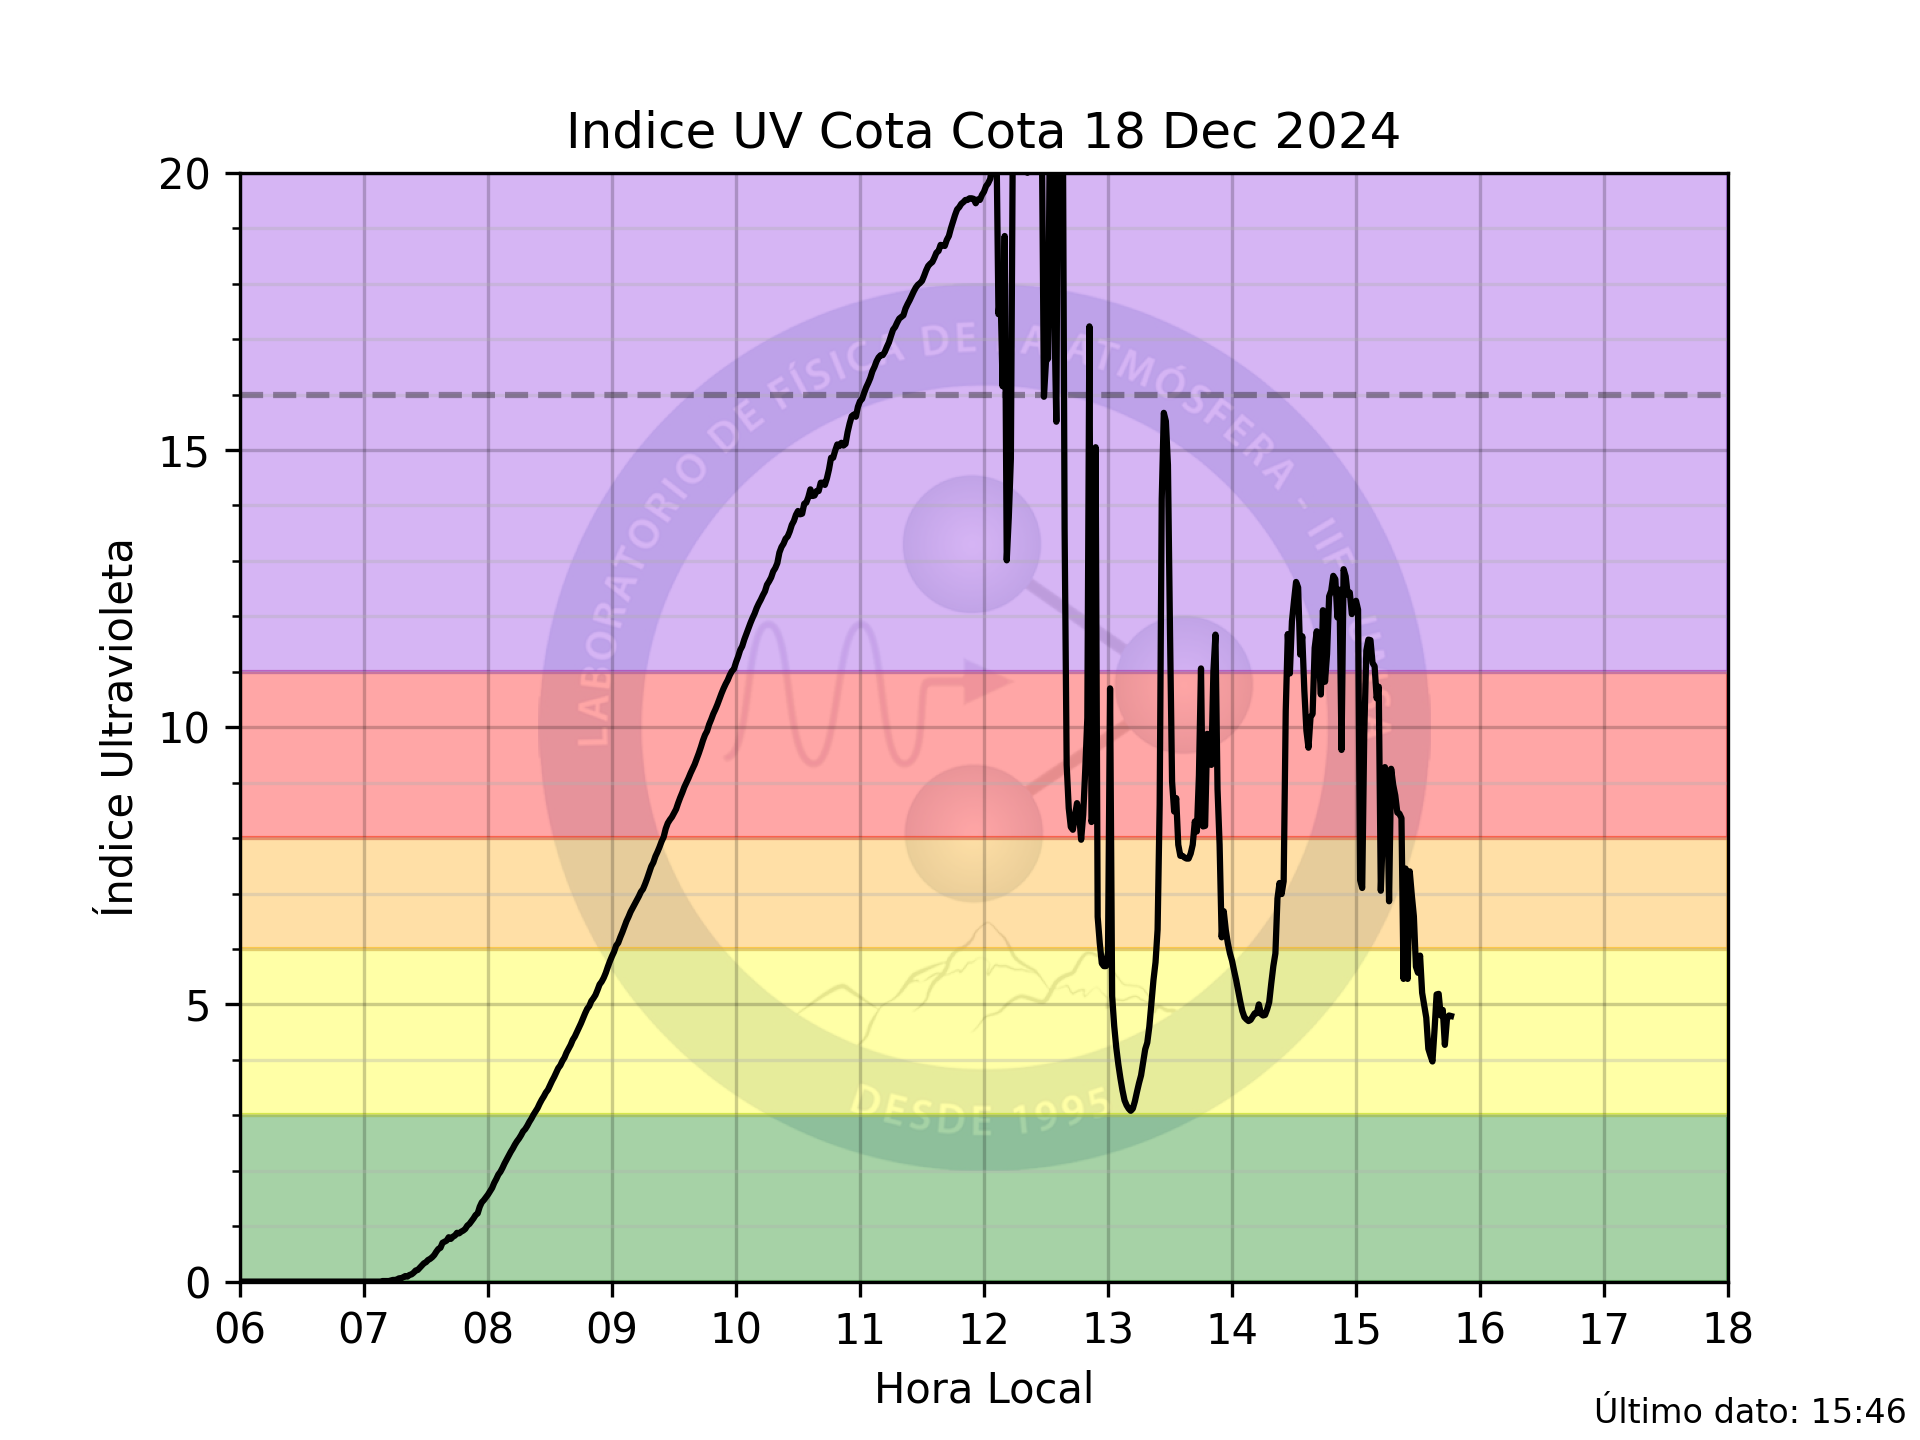 Indice UV Cota Cota 18 Dec 2024
20
15
10
5
0
Índice Ultravioleta
06 07 08 09 10 11 12 13 14 15 16 17 18
Hora Local
Último dato: 15:46
LABORATORIO DE FÍSICA DE LA ATMÓSFERA - IIF
DESDE 1995